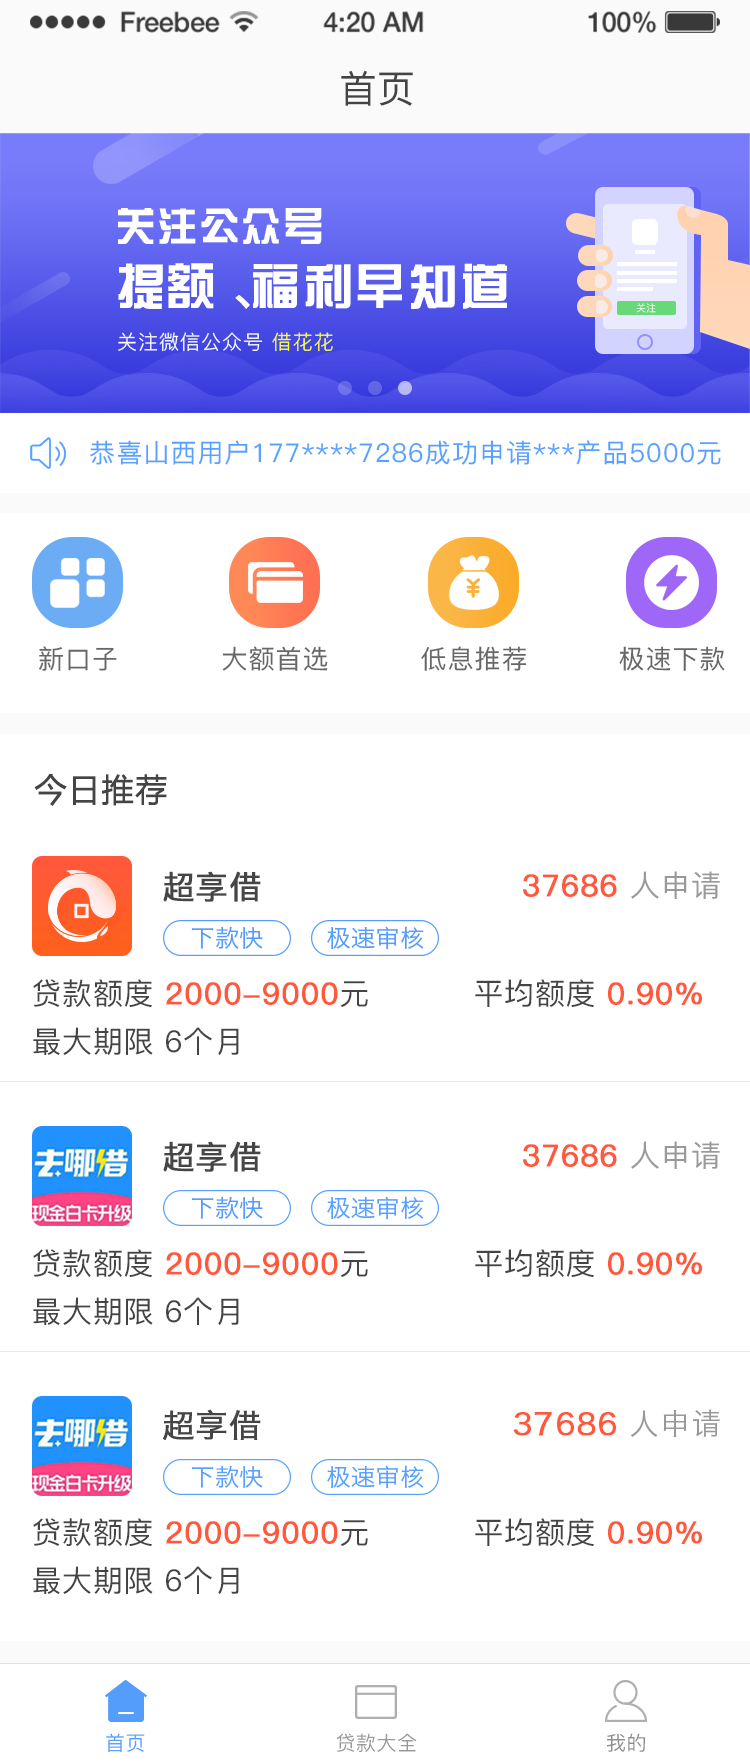 Freebee 4:20 AM 100%
首页
关注公众号
提额、福利早知道
关注微信公众号 借花花
关注
恭喜山西用户177****7286成功申请***产品5000元
新口子 大额首选 低息推荐 极速下款
今日推荐
超享借 37686 人申请
下款快 极速审核
贷款额度 2000-9000元 平均额度 0.90%
最大期限 6个月
去哪借
现金白卡升级
超享借 37686 人申请
下款快 极速审核
贷款额度 2000-9000元 平均额度 0.90%
最大期限 6个月
去哪借
现金白卡升级
超享借 37686 人申请
下款快 极速审核
贷款额度 2000-9000元 平均额度 0.90%
最大期限 6个月
首页 贷款大全 我的